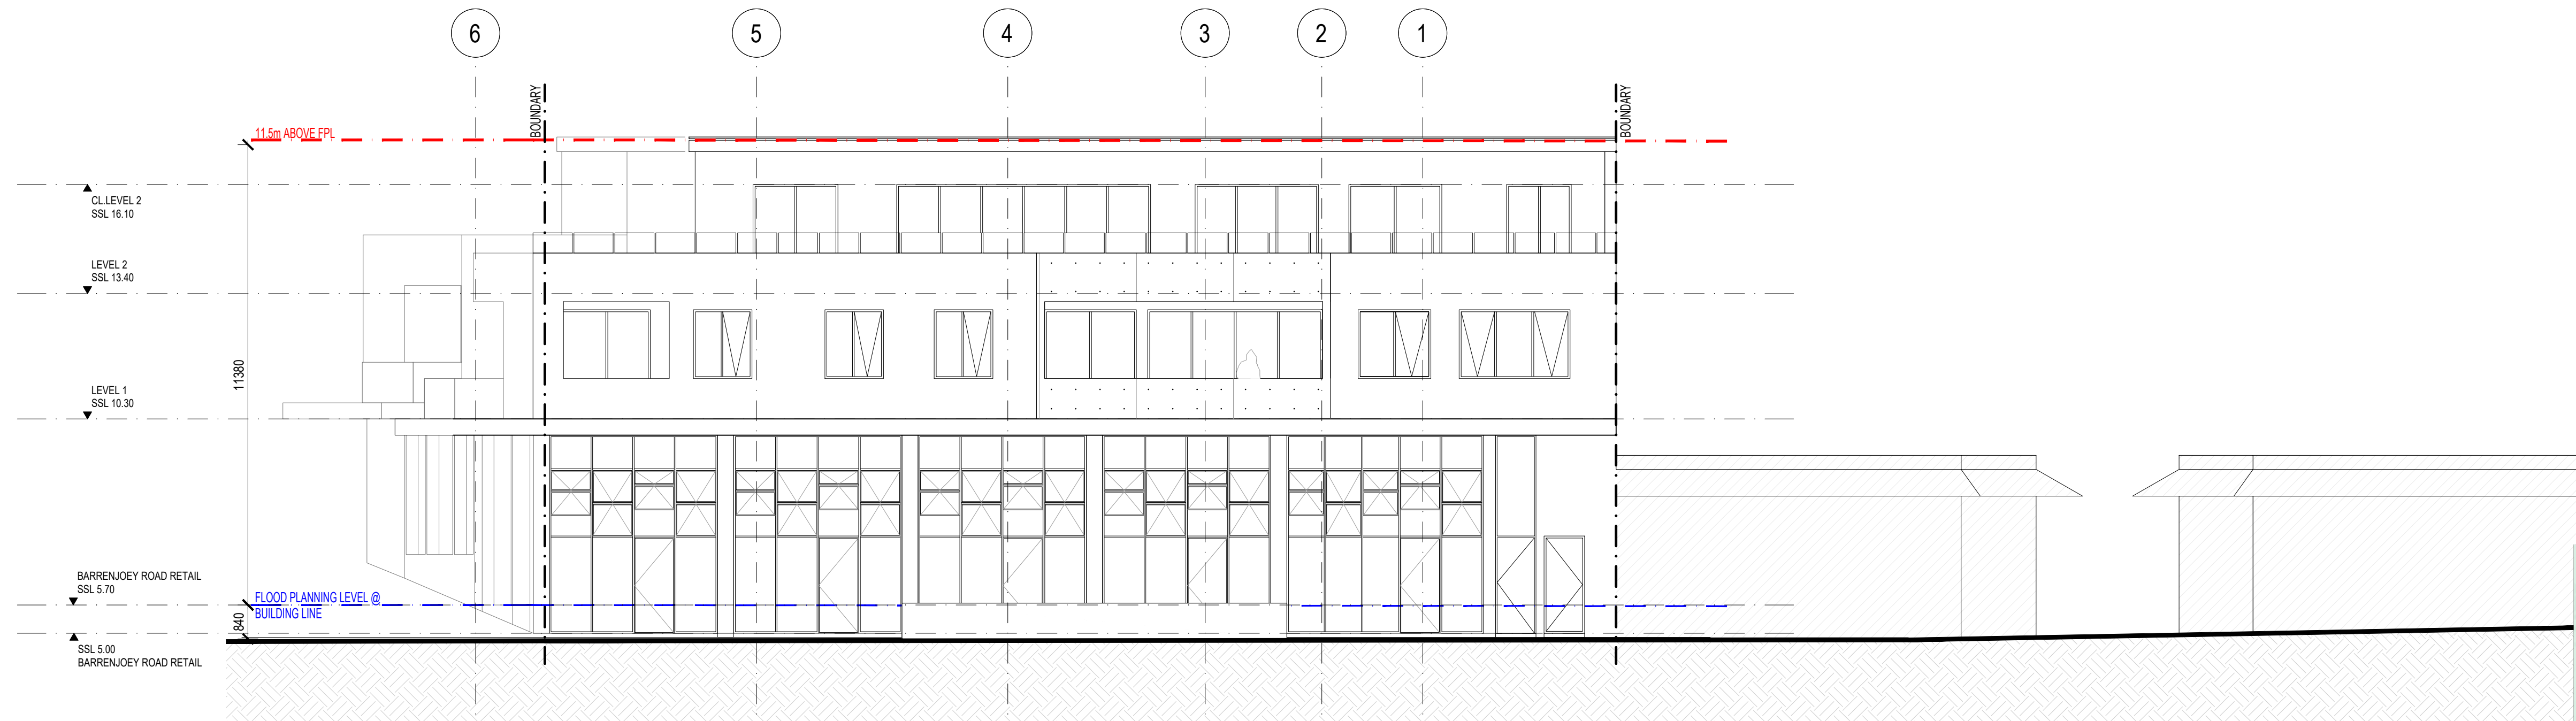 6
5
4
3
2
1
BOUNDARY
BOUNDARY
11.5m ABOVE FPL
CL.LEVEL 2
SSL 16.10
LEVEL 2
SSL 13.40
11380
LEVEL 1
SSL 10.30
BARRENJOEY ROAD RETAIL
SSL 5.70
FLOOD PLANNING LEVEL @
BUILDING LINE
840
SSL 5.00
BARRENJOEY ROAD RETAIL